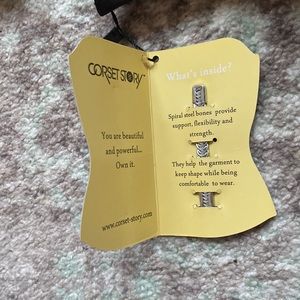 CORSET STORY
You are beautiful
and powerful...
Own it.
www.corset-story.com
What's inside?
Spiral steel bones provide
support, flexibility and
strength.
They help the garment to
keep shape while being
comfortable to wear.